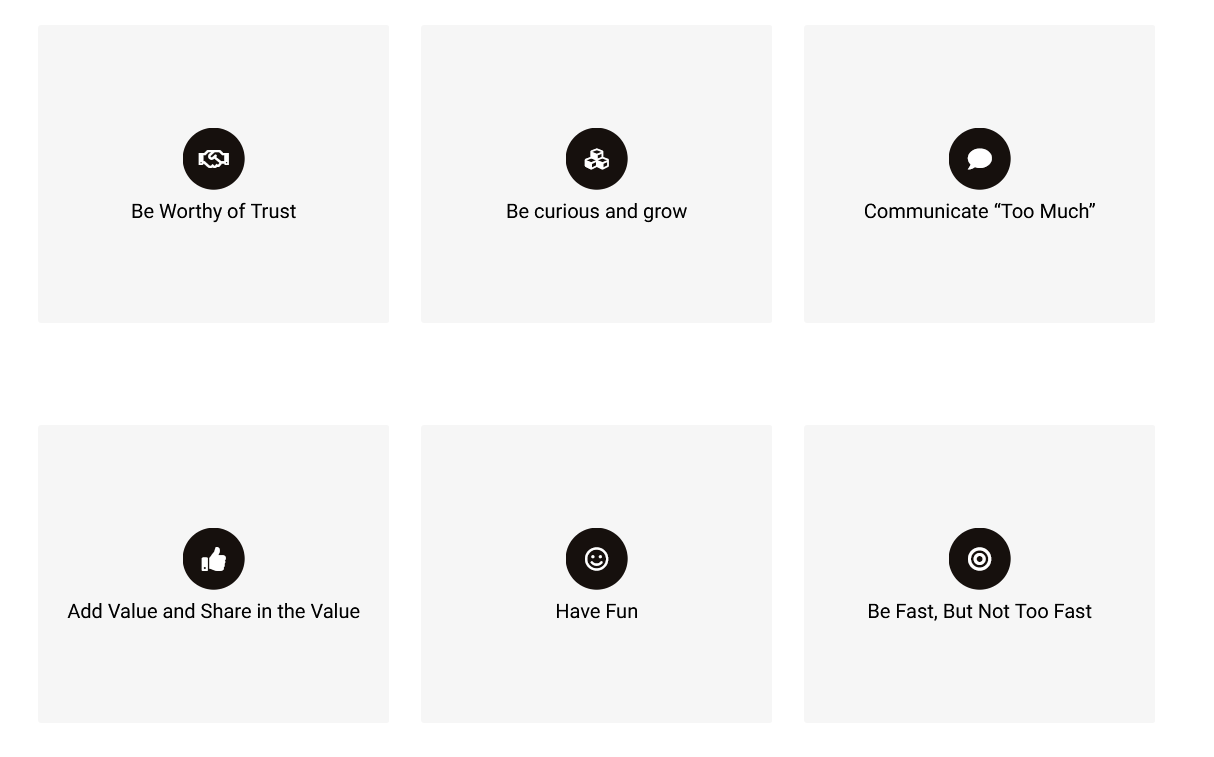 Be Worthy of Trust
Be curious and grow
Communicate “Too Much”
Add Value and Share in the Value
Have Fun
Be Fast, But Not Too Fast